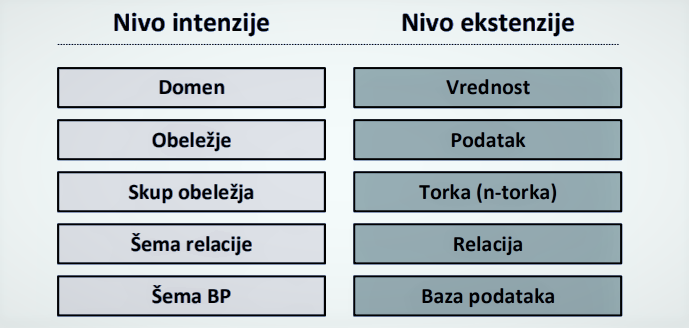 Nivo intenzije Nivo ekstenzije
Domen Vrednost
Obeležje Podatak
Skup obeležja Torka (n-torka)
Šema relacije Relacija
Šema BP Baza podataka